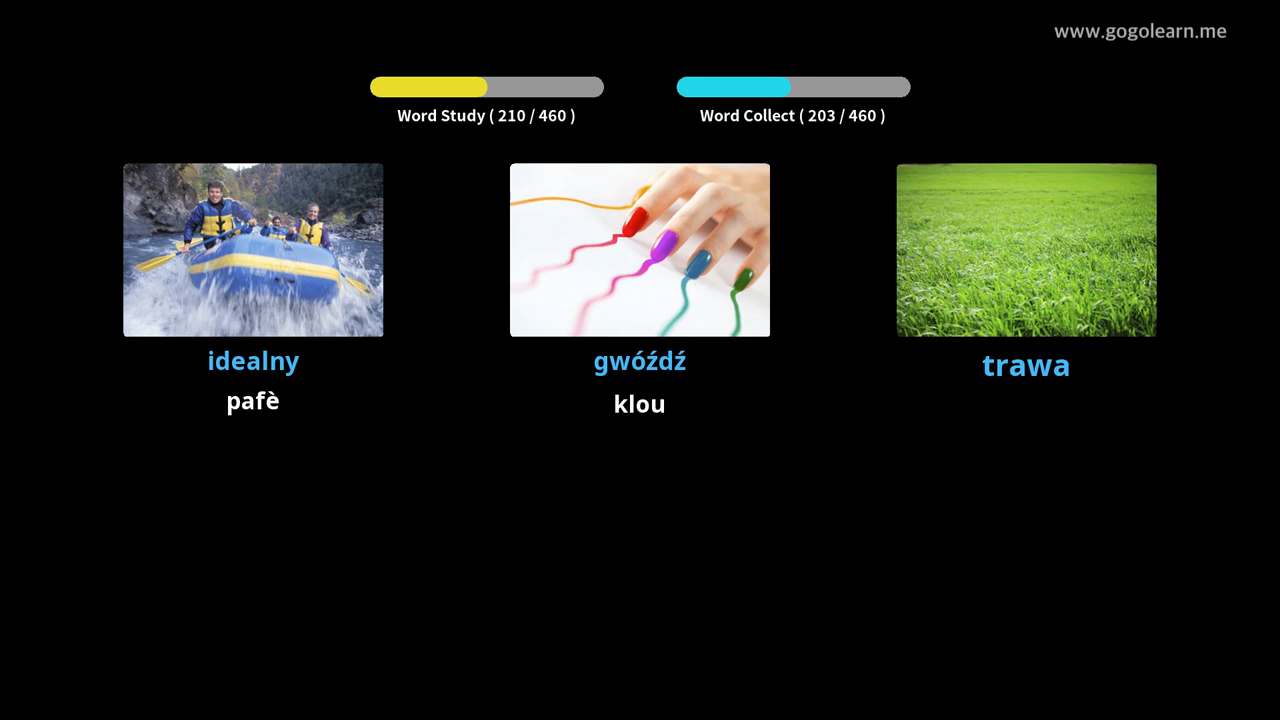 www.gogolearn.me
Word Study ( 210 / 460 )
Word Collect ( 203 / 460 )
idealny
gwóźdź
trawa
pafè
klou